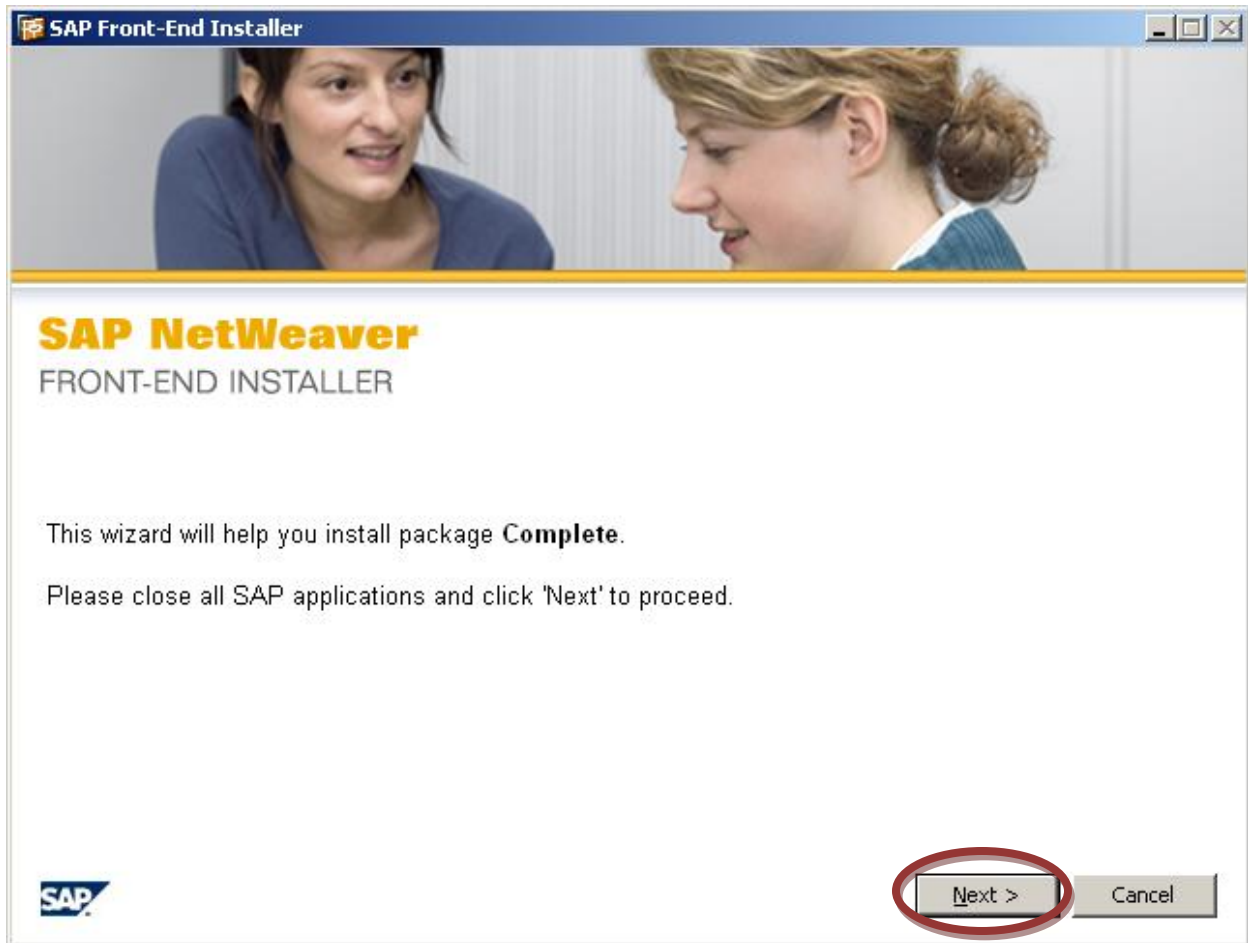 SAP Front-End Installer
SAP NetWeaver
FRONT-END INSTALLER
This wizard will help you install package Complete.
Please close all SAP applications and click 'Next' to proceed.
SAP
Next >
Cancel